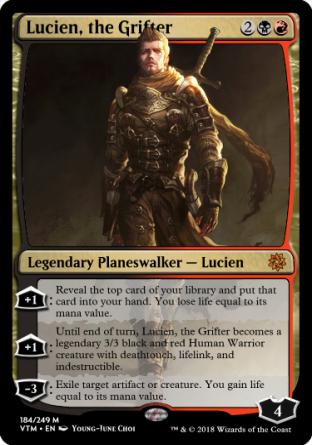 Lucien, the Grifter 2
Legendary Planeswalker — Lucien
+1: Reveal the top card of your library and put that
card into your hand. You lose life equal to its
mana value.
+1: Until end of turn, Lucien, the Grifter becomes a
legendary 3/3 black and red Human Warrior
creature with deathtouch, lifelink, and
indestructible.
-3: Exile target artifact or creature. You gain life
equal to its mana value.
4
184/249 M
VTM • EN Young-June Choi ™ & © 2018 Wizards of the Coast